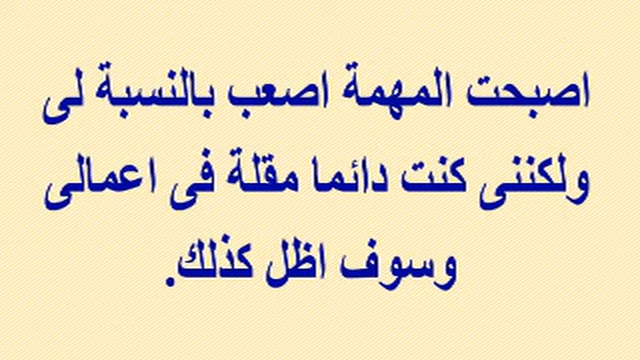 اصبحت المهمة اصعب بالنسبة لى
ولكننى كنت دائما مقلة فى اعمالى
وسوف اظل كذلك.